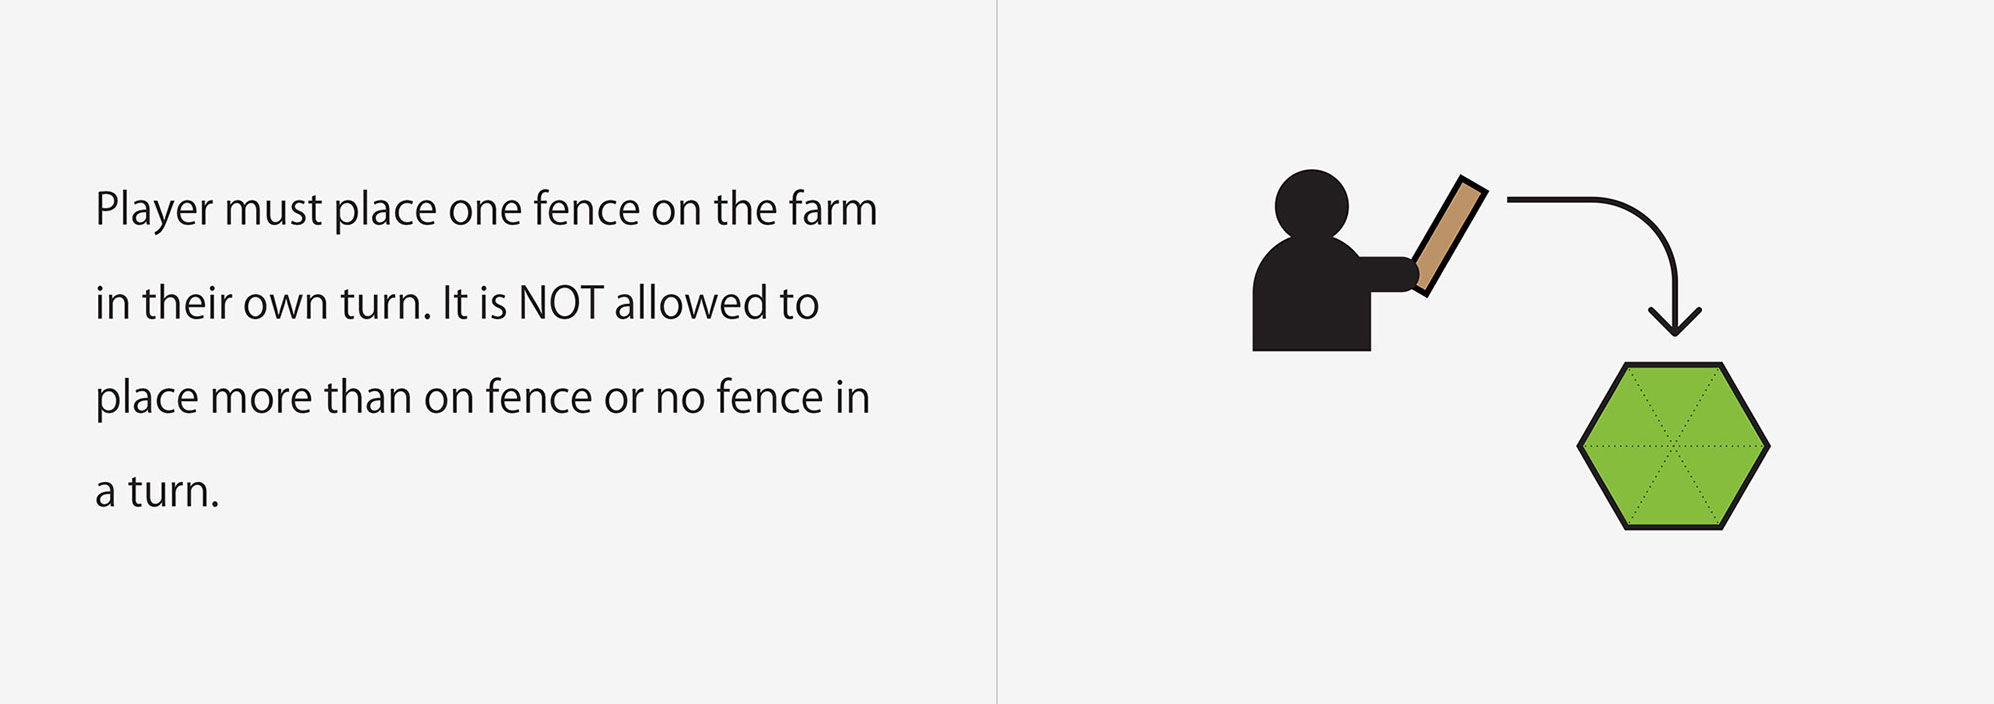 Player must place one fence on the farm
in their own turn. It is NOT allowed to
place more than on fence or no fence in
a turn.